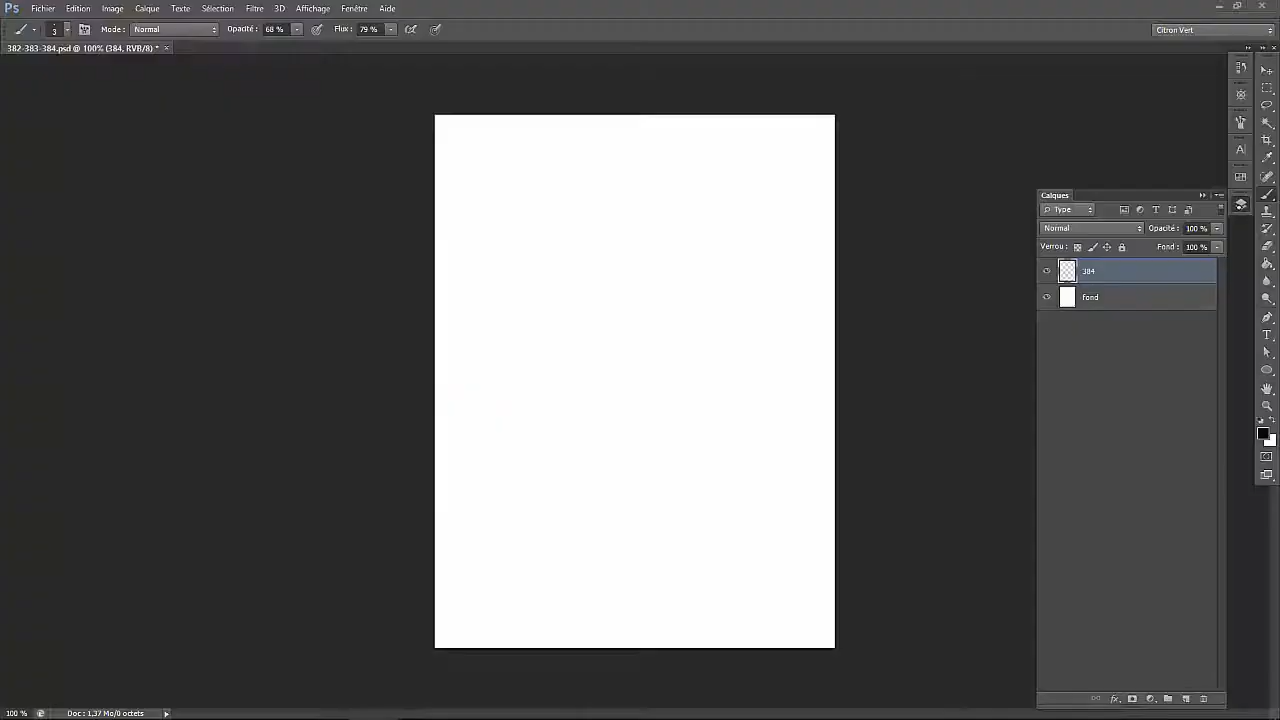 Ps Fichier Edition Image Calque Texte Sélection Filtre 3D Affichage Fenêtre Aide
3 Mode : Normal Opacité : 68 % Flux : 79 % Citron Vert
382-383-384.psd @ 100% (384, RVB/8) * ×
Calques
Type T
Normal Opacité : 100 %
Verrou : Fond : 100 %
384
fond
A
T
fx
100 % Doc : 1,37 Mo/0 octets